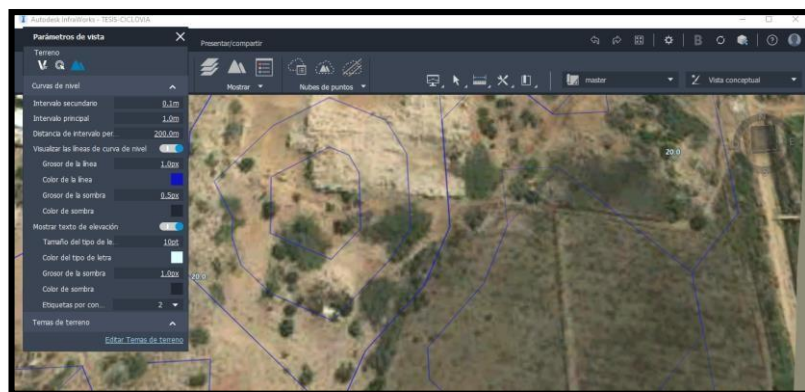 Autodesk InfraWorks - TESIS-CICLOVIA
Parámetros de vista
Presentar/compartir
Terreno
Mostrar
Nubes de puntos
master
Vista conceptual
Curvas de nivel
Intervalo secundario 0.1m
Intervalo principal 1.0m
Distancia de intervalo per. 200.0m
Visualizar las líneas de curva de nivel
Grosor de la línea 1.0px
Color de la línea
Grosor de la sombra 0.5px
Color de sombra
Mostrar texto de elevación
Tamaño del tipo de le. 10pt
Color del tipo de letra
Grosor de la sombra 1.0px
Color de sombra
Etiquetas por con... 2
Temas de terreno
Editar Temas de terreno
20.0
20.0